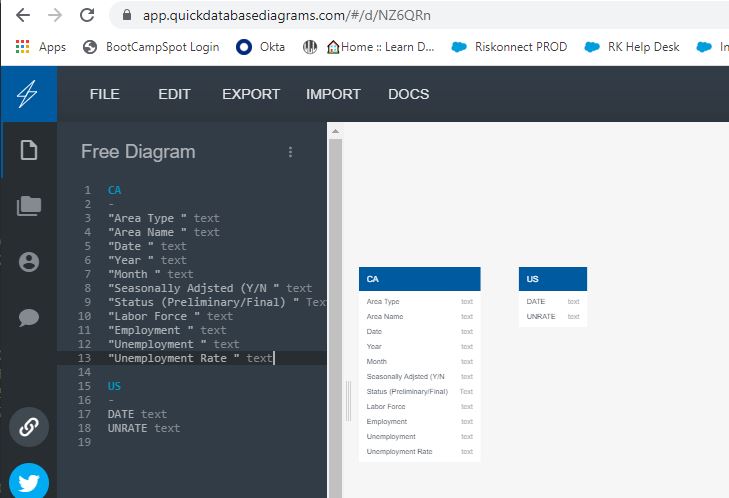 app.quickdatabasediagrams.com/#/d/NZ6QRn
Apps BootCampSpot Login Okta Home :: Learn D... Riskonnect PROD RK Help Desk In
FILE EDIT EXPORT IMPORT DOCS
Free Diagram
1 CA
2 -
3 "Area Type " text
4 "Area Name " text
5 "Date " text
6 "Year " text
7 "Month " text
8 "Seasonally Adjsted (Y/N " text
9 "Status (Preliminary/Final) " Tex
10 "Labor Force " text
11 "Employment " text
12 "Unemployment " text
13 "Unemployment Rate " text
14
15 US
16 -
17 DATE text
18 UNRATE text
19
CA
Area Type text
Area Name text
Date text
Year text
Month text
Seasonally Adjsted (Y/N text
Status (Preliminary/Final) Text
Labor Force text
Employment text
Unemployment text
Unemployment Rate text
US
DATE text
UNRATE text